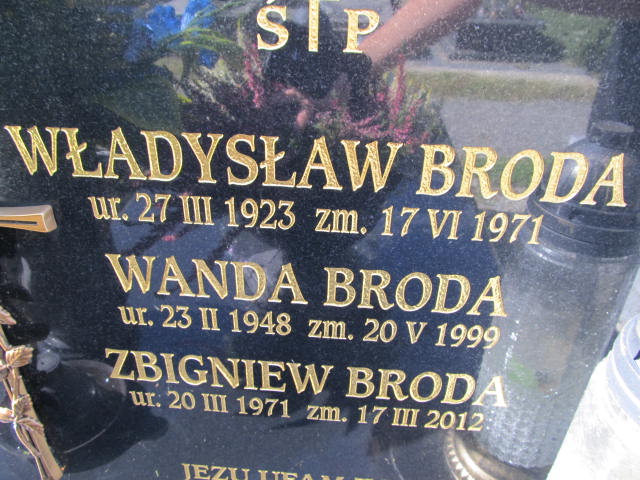 Ś†P
WŁADYSŁAW BRODA
ur. 27 III 1923 zm. 17 VI 1971
WANDA BRODA
ur. 23 II 1948 zm. 20 V 1999
ZBIGNIEW BRODA
ur. 20 III 1971 zm. 17 III 2012
JEZU UFAM